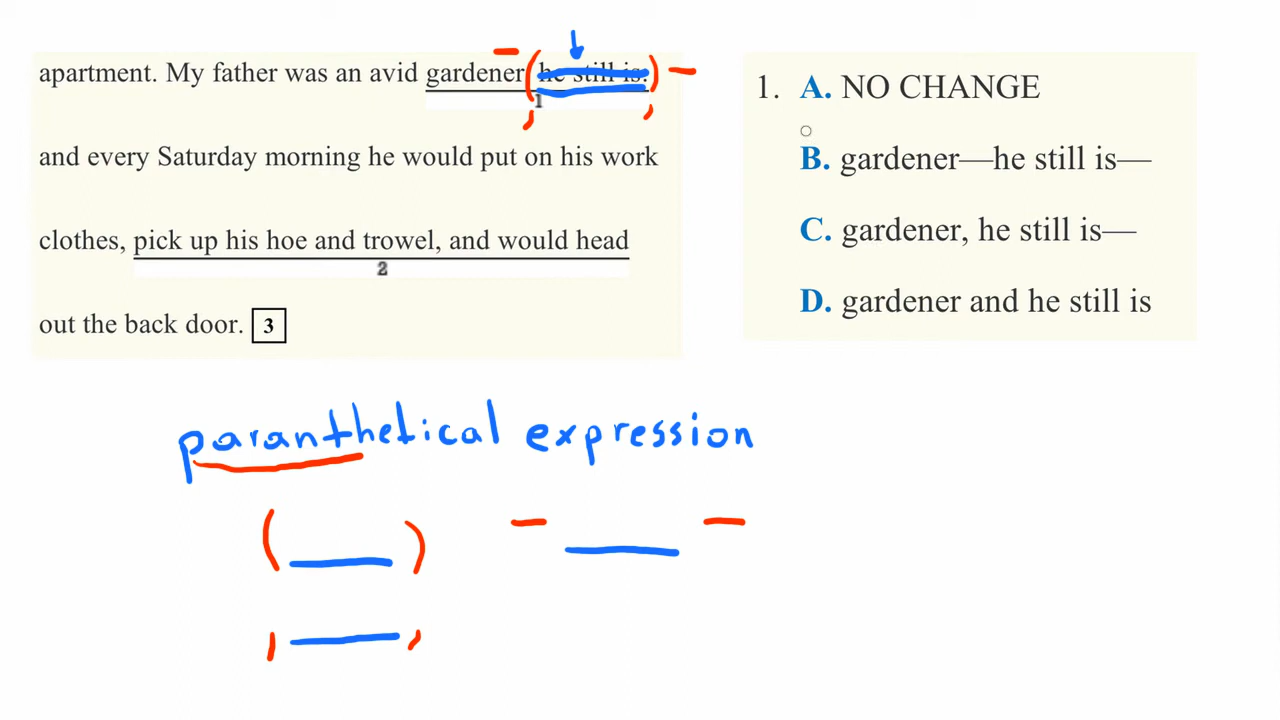 apartment. My father was an avid gardener (he still is.)
1
and every Saturday morning he would put on his work
clothes, pick up his hoe and trowel, and would head
2
out the back door. 3
1. A. NO CHANGE
B. gardener—he still is—
C. gardener, he still is—
D. gardener and he still is
paranthetical expression
( )
– –
, ,